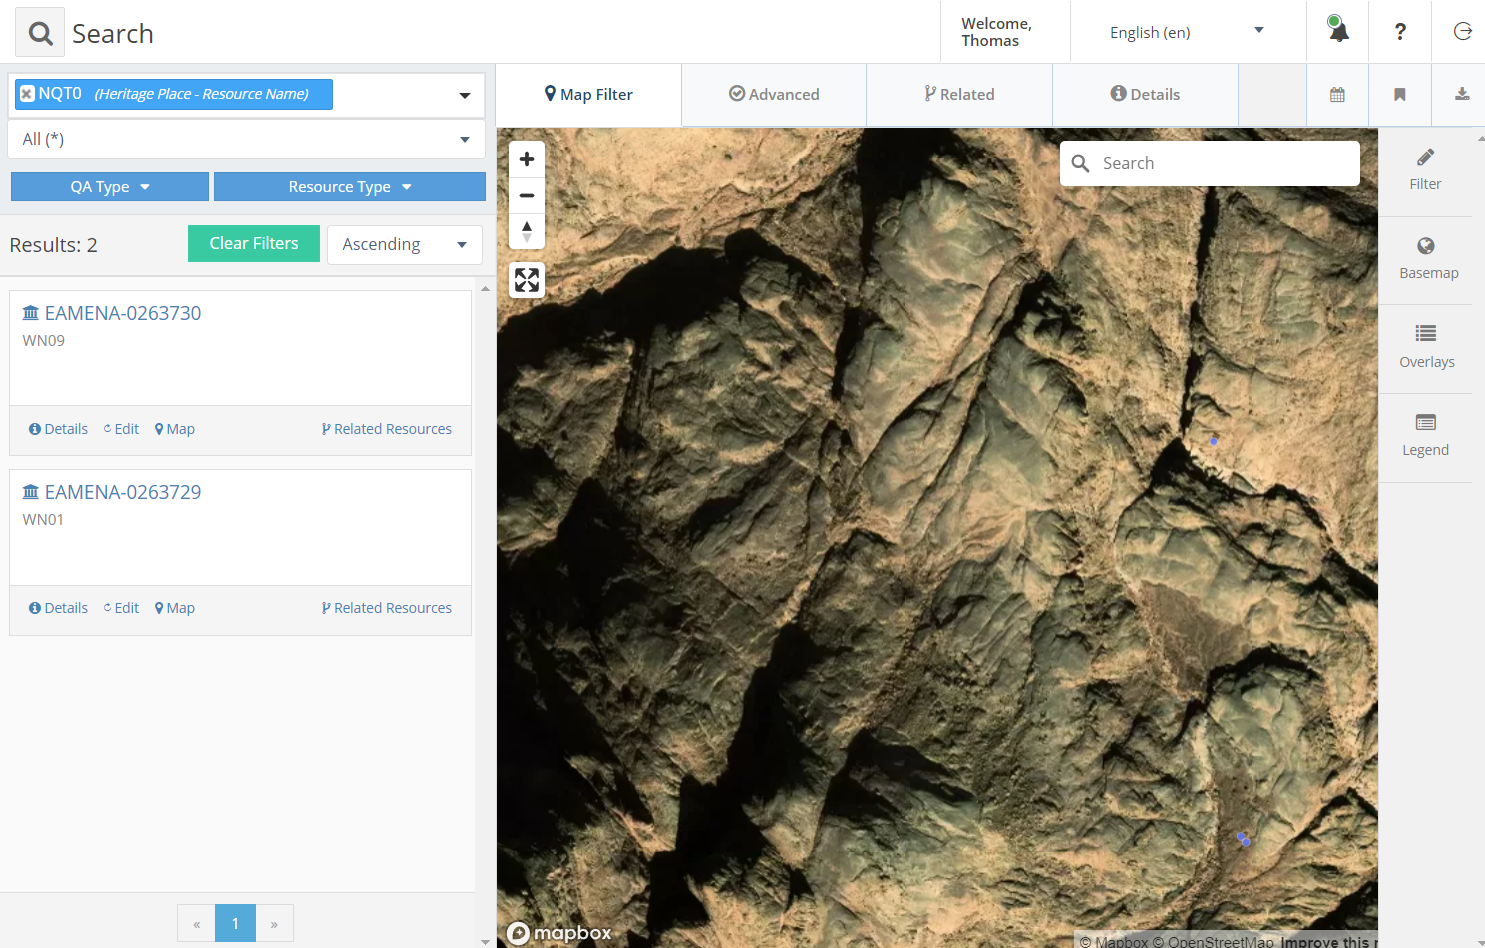 Search
Welcome,
Thomas
English (en)
?
NQT0 (Heritage Place - Resource Name)
All (*)
QA Type
Resource Type
Results: 2
Clear Filters
Ascending
EAMENA-0263730
WN09
Details Edit Map Related Resources
EAMENA-0263729
WN01
Details Edit Map Related Resources
« 1 »
Map Filter
Advanced
Related
Details
+
−
Search
Filter
Basemap
Overlays
Legend
mapbox
© Mapbox © OpenStreetMap Improve this